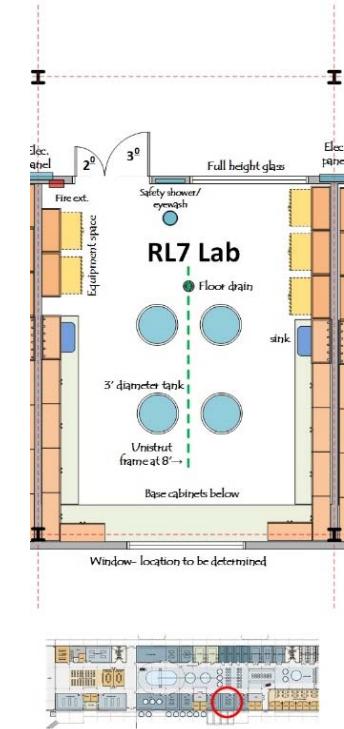 Elec.
panel
2⁰
3⁰
Full height glass
Elec.
pane
Fire ext.
Safety shower/
eyewash
Equipment space
RL7 Lab
Floor drain
sink
3' diameter tank
Unistrut
frame at 8'→
Base cabinets below
Window- location to be determined